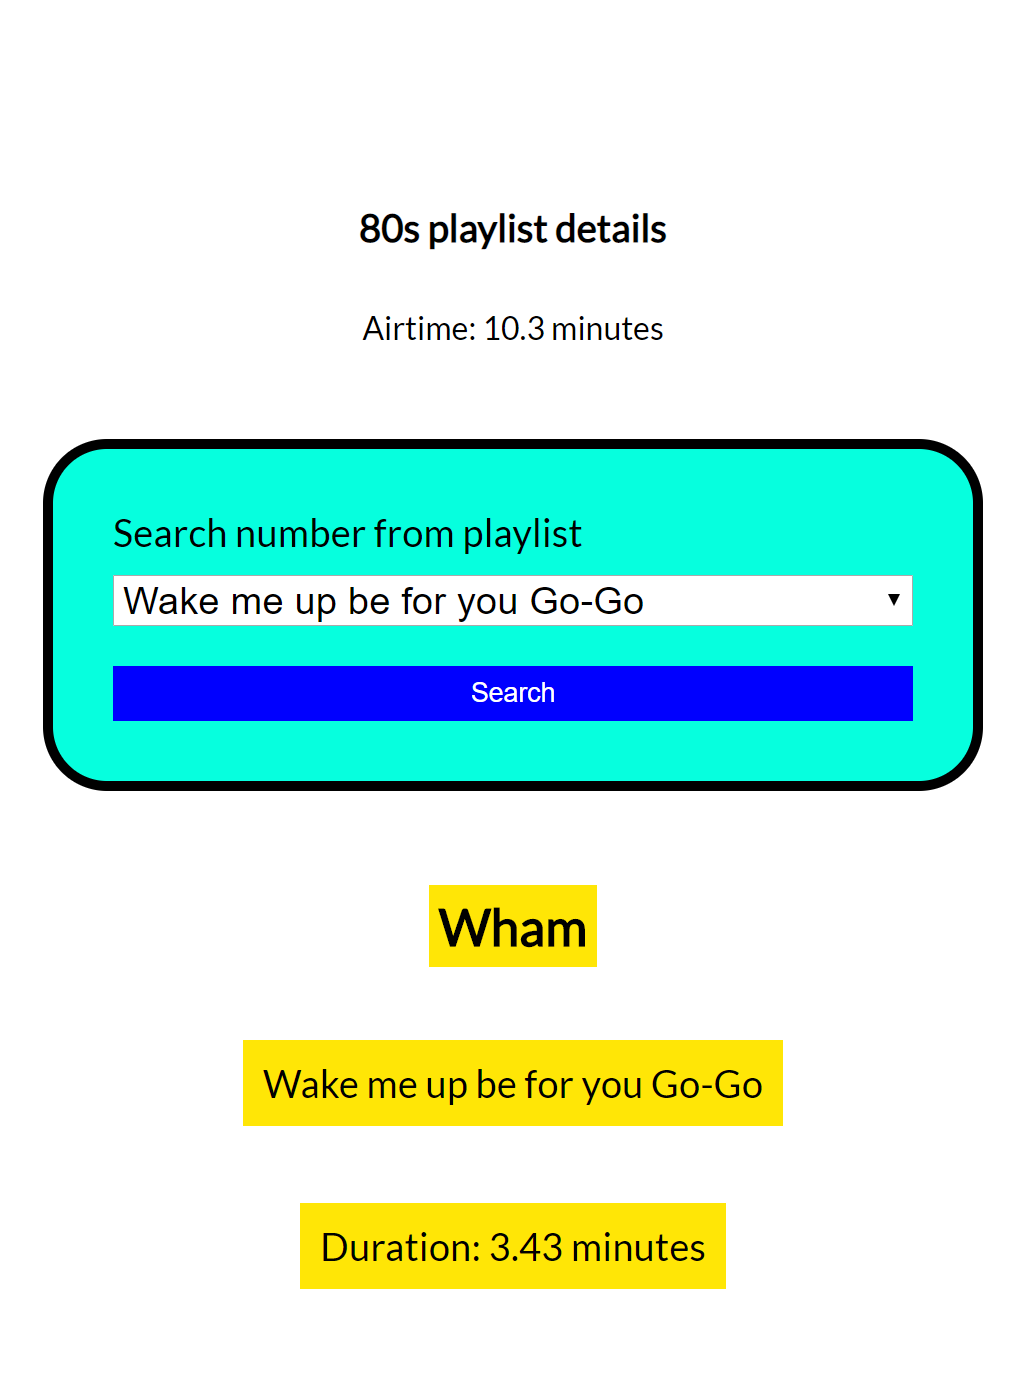 80s playlist details
Airtime: 10.3 minutes
Search number from playlist
Wake me up be for you Go-Go
Search
Wham
Wake me up be for you Go-Go
Duration: 3.43 minutes